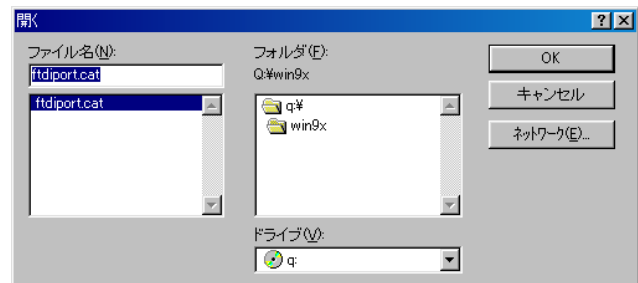 開く
ファイル名(N):
ftdiport.cat
ftdiport.cat
フォルダ(F):
Q:¥win9x
q:¥
win9x
ドライブ(V):
q:
OK
キャンセル
ネットワーク(E)...